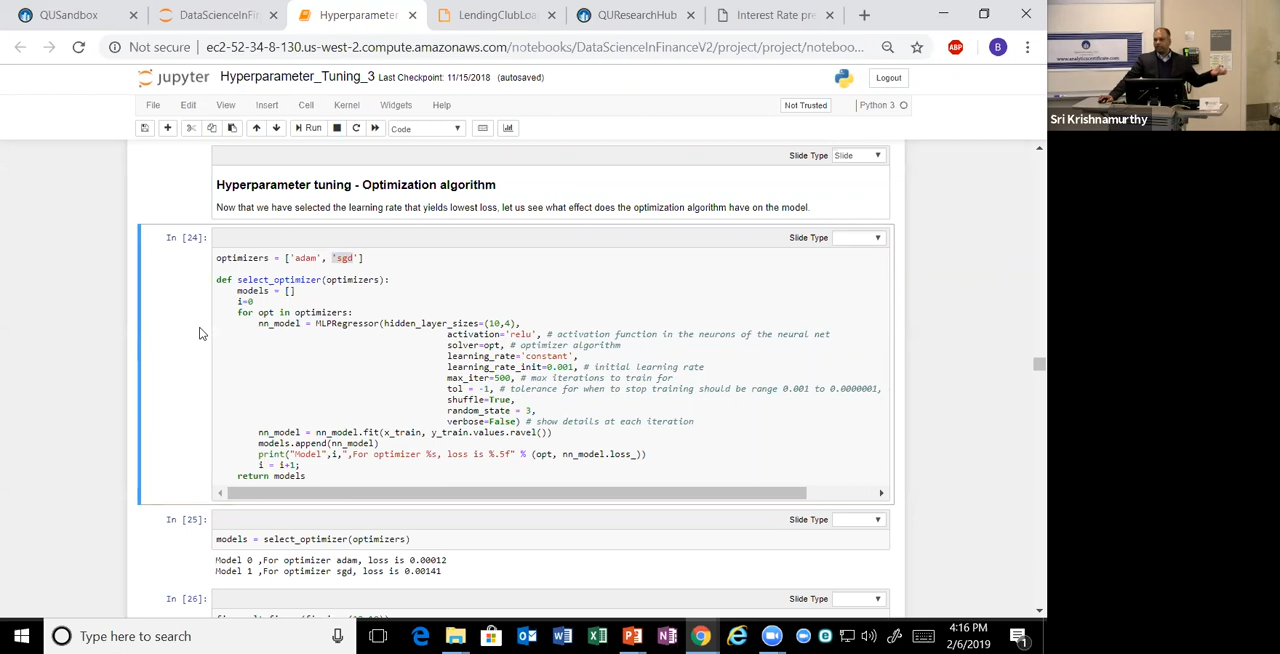 QUSandbox
DataScienceInFin
Hyperparameter
LendingClubLoa
QUResearchHub
Interest Rate pre
Not secure
ec2-52-34-8-130.us-west-2.compute.amazonaws.com/notebooks/DataScienceInFinanceV2/project/project/noteboo...
ABP
B
jupyter Hyperparameter_Tuning_3 Last Checkpoint: 11/15/2018 (autosaved)
Logout
File Edit View Insert Cell Kernel Widgets Help
Not Trusted
Python 3
Run
Code
Slide Type Slide
Hyperparameter tuning - Optimization algorithm
Now that we have selected the learning rate that yields lowest loss, let us see what effect does the optimization algorithm have on the model.
In [24]:
Slide Type
optimizers = ['adam', 'sgd']
def select_optimizer(optimizers):
models = []
i=0
for opt in optimizers:
nn_model = MLPRegressor(hidden_layer_sizes=(10,4),
activation='relu', # activation function in the neurons of the neural net
solver=opt, # optimizer algorithm
learning_rate='constant',
learning_rate_init=0.001, # initial learning rate
max_iter=500, # max iterations to train for
tol = -1, # tolerance for when to stop training should be range 0.001 to 0.0000001,
shuffle=True,
random_state = 3,
verbose=False) # show details at each iteration
nn_model = nn_model.fit(x_train, y_train.values.ravel())
models.append(nn_model)
print("Model",i,",For optimizer %s, loss is %.5f" % (opt, nn_model.loss_))
i = i+1;
return models
In [25]:
Slide Type
models = select_optimizer(optimizers)
Model 0 ,For optimizer adam, loss is 0.00012
Model 1 ,For optimizer sgd, loss is 0.00141
In [26]:
Slide Type
Type here to search
4:16 PM
2/6/2019
1
www.analyticscertificate.com
Sri Krishnamurthy